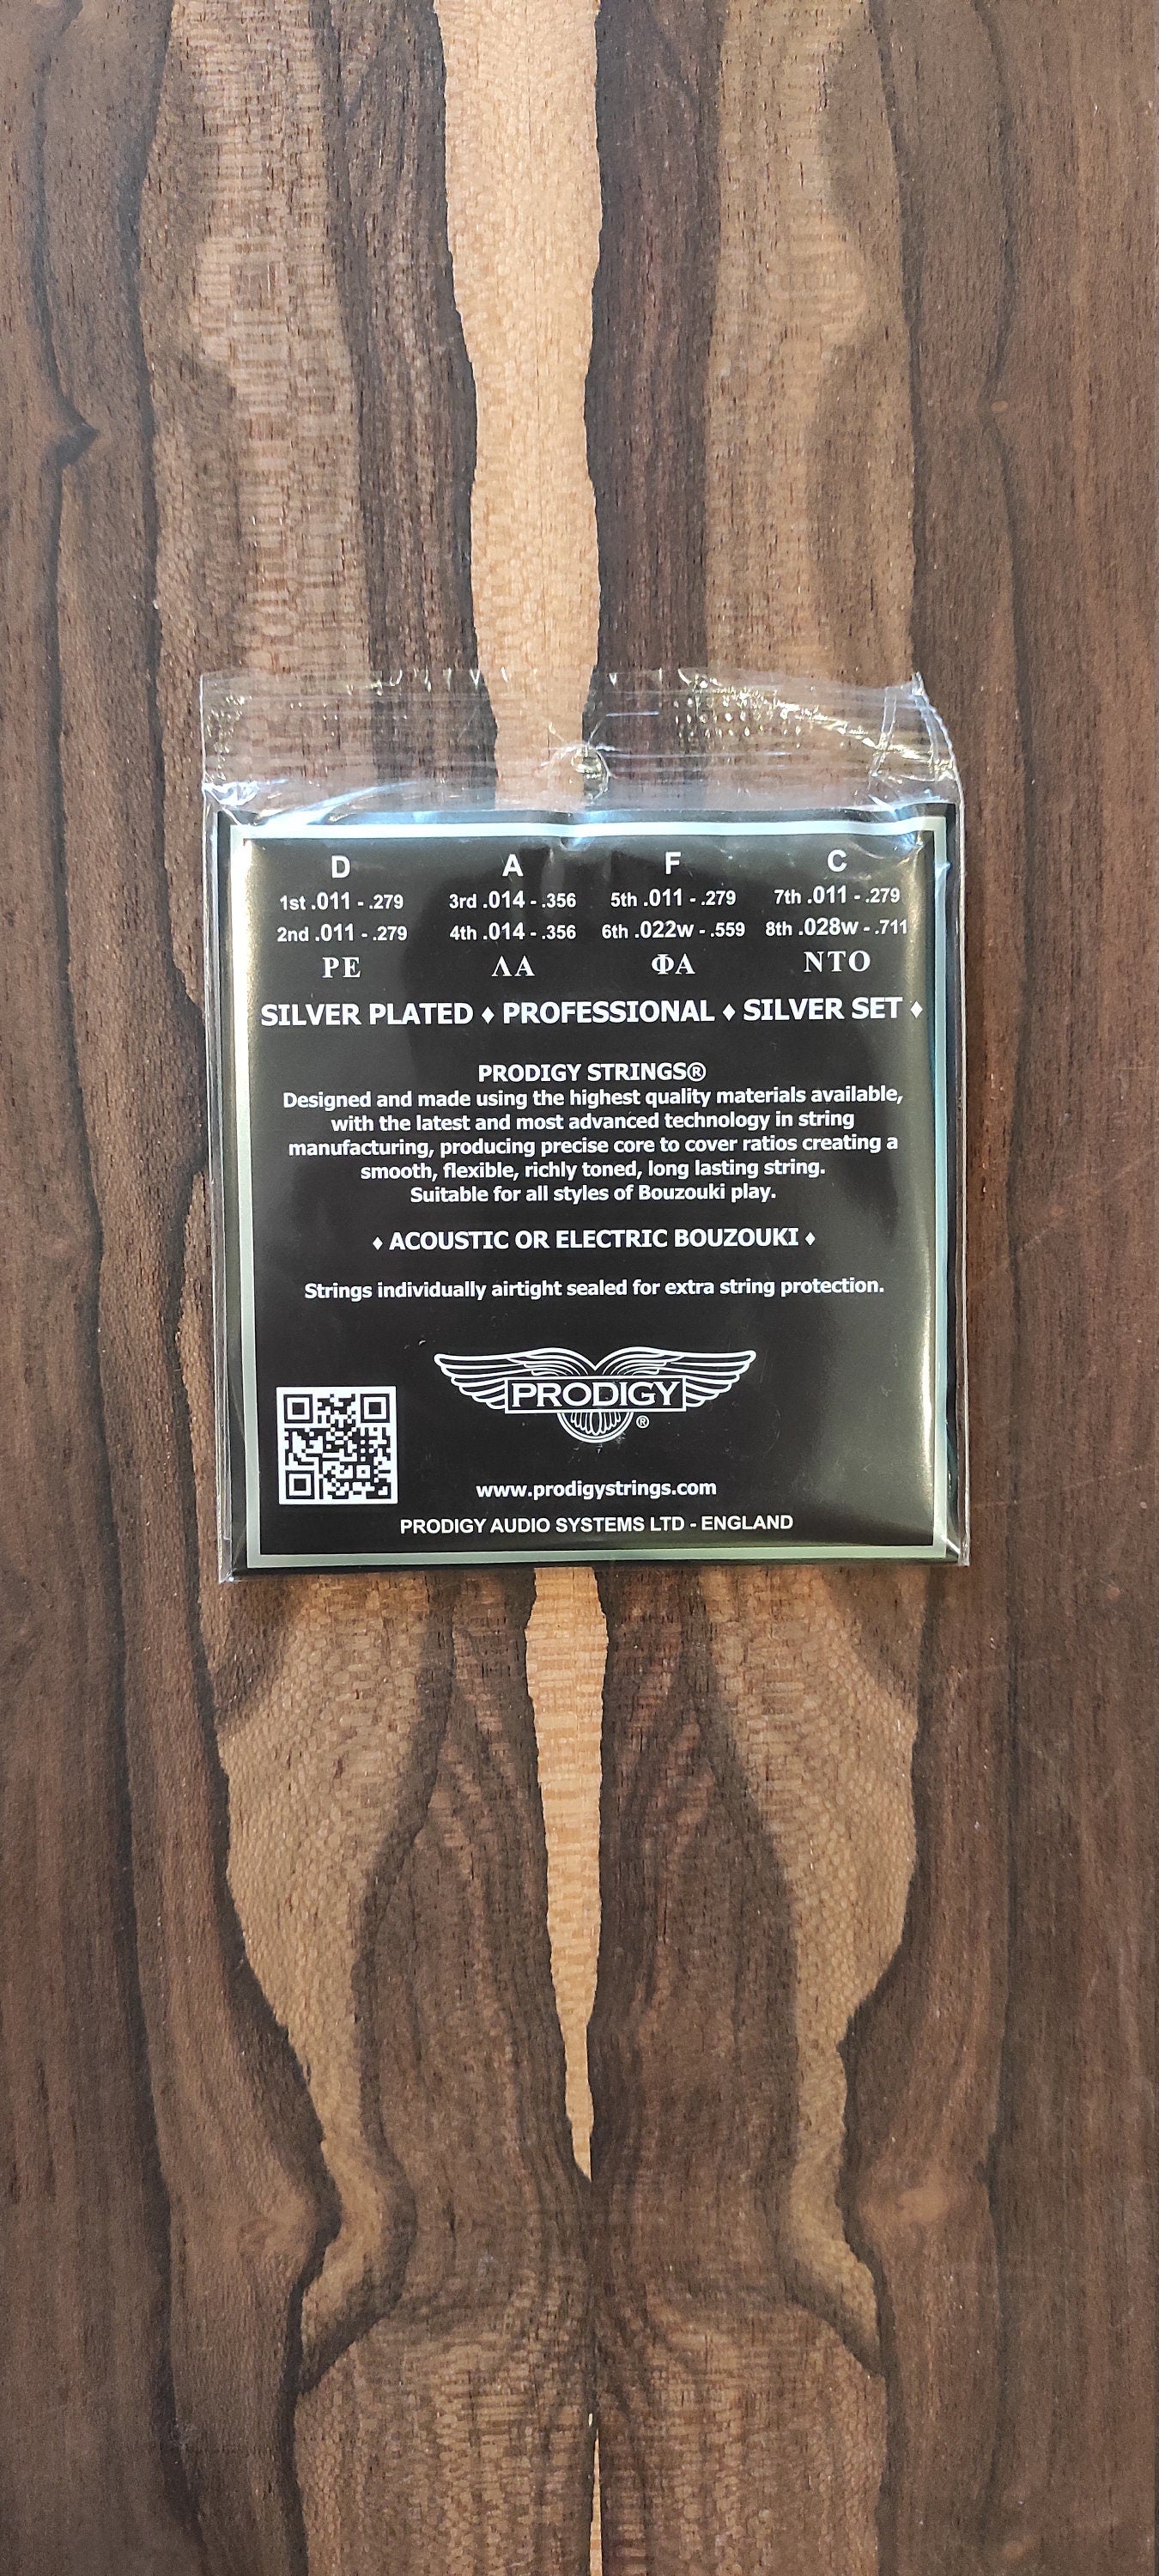 D A F C
1st .011 - .279 3rd .014 - .356 5th .011 - .279 7th .011 - .279
2nd .011 - .279 4th .014 - .356 6th .022w - .559 8th .028w - .711
ΡΕ ΛΑ ΦΑ ΝΤΟ
SILVER PLATED ♦ PROFESSIONAL ♦ SILVER SET ♦
PRODIGY STRINGS®
Designed and made using the highest quality materials available,
with the latest and most advanced technology in string
manufacturing, producing precise core to cover ratios creating a
smooth, flexible, richly toned, long lasting string.
Suitable for all styles of Bouzouki play.
♦ ACOUSTIC OR ELECTRIC BOUZOUKI ♦
Strings individually airtight sealed for extra string protection.
PRODIGY
®
www.prodigystrings.com
PRODIGY AUDIO SYSTEMS LTD - ENGLAND